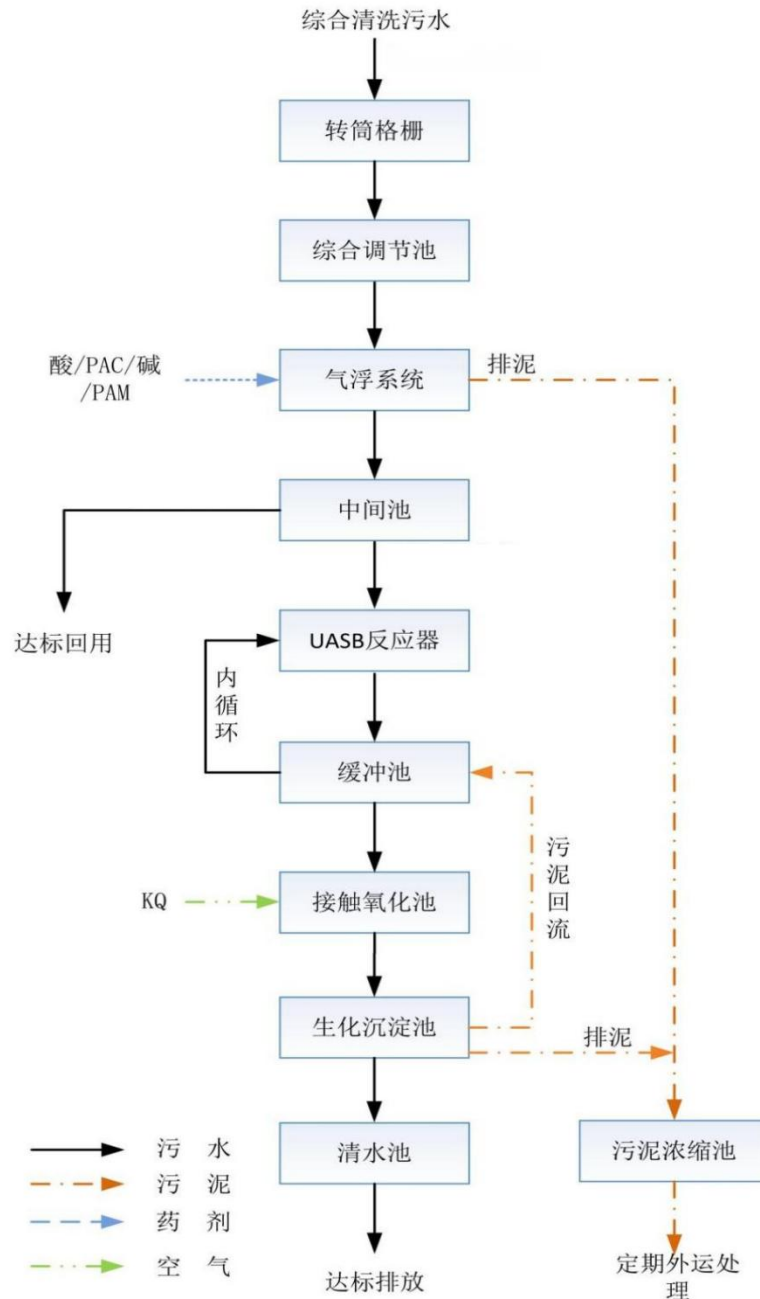 综合清洗污水
转筒格栅
综合调节池
酸/PAC/碱
/PAM
气浮系统
排泥
中间池
达标回用
UASB反应器
内循环
缓冲池
污泥回流
KQ
接触氧化池
生化沉淀池
排泥
清水池
污泥浓缩池
污 水
污 泥
药 剂
空 气
达标排放
定期外运处
理